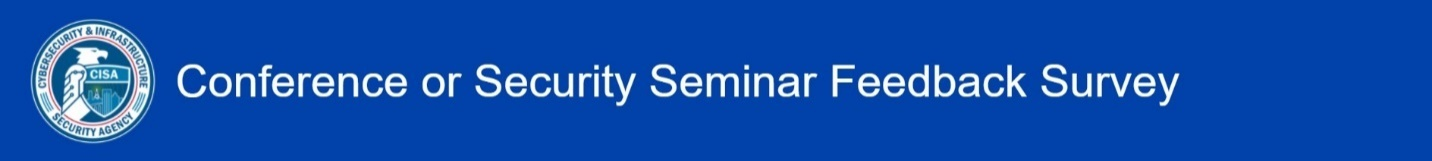 CYBERSECURITY & INFRASTRUCTURE
CISA
SECURITY AGENCY
Conference or Security Seminar Feedback Survey